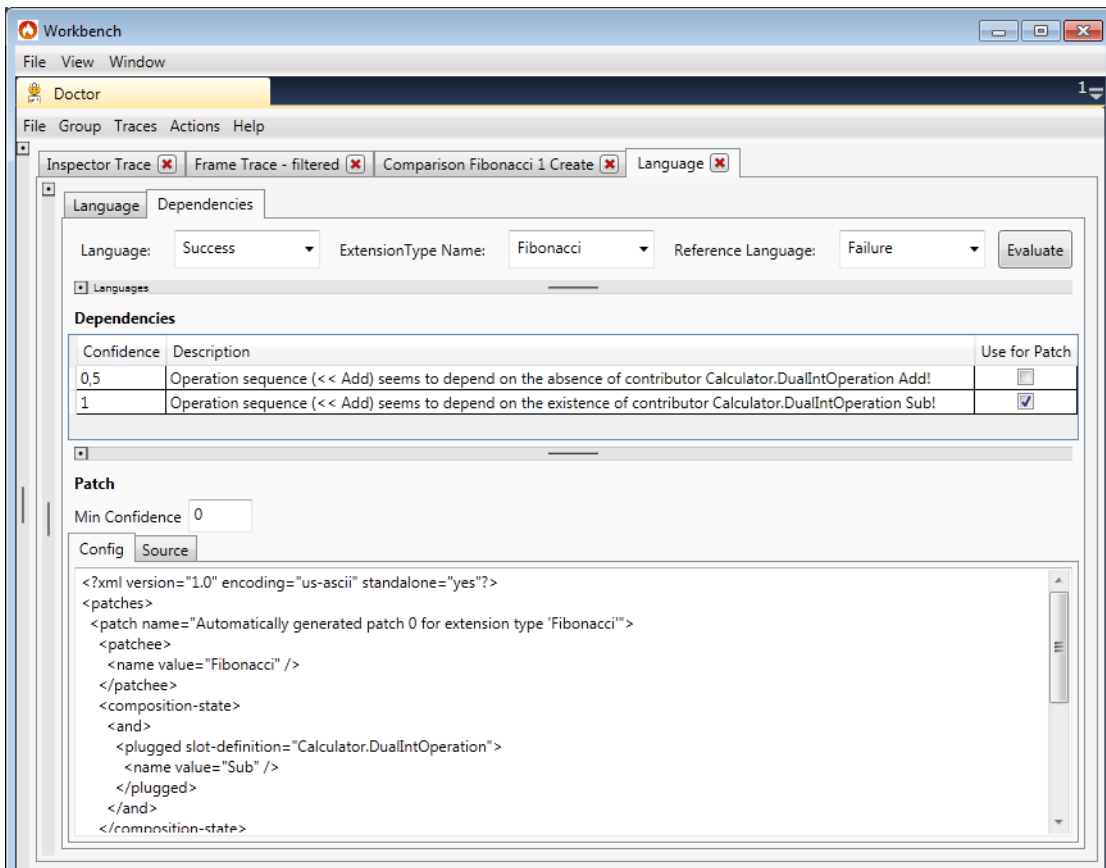 Workbench
File View Window
Doctor 1
File Group Traces Actions Help
Inspector Trace Frame Trace - filtered Comparison Fibonacci 1 Create Language
Language Dependencies
Language: Success ExtensionType Name: Fibonacci Reference Language: Failure Evaluate
Languages
Dependencies
Confidence Description Use for Patch
0,5 Operation sequence (<< Add) seems to depend on the absence of contributor Calculator.DualIntOperation Add!
1 Operation sequence (<< Add) seems to depend on the existence of contributor Calculator.DualIntOperation Sub!
Patch
Min Confidence 0
Config Source
<?xml version="1.0" encoding="us-ascii" standalone="yes"?>
<patches>
<patch name="Automatically generated patch 0 for extension type 'Fibonacci'">
<patchee>
<name value="Fibonacci" />
</patchee>
<composition-state>
<and>
<plugged slot-definition="Calculator.DualIntOperation">
<name value="Sub" />
</plugged>
</and>
</composition-state>